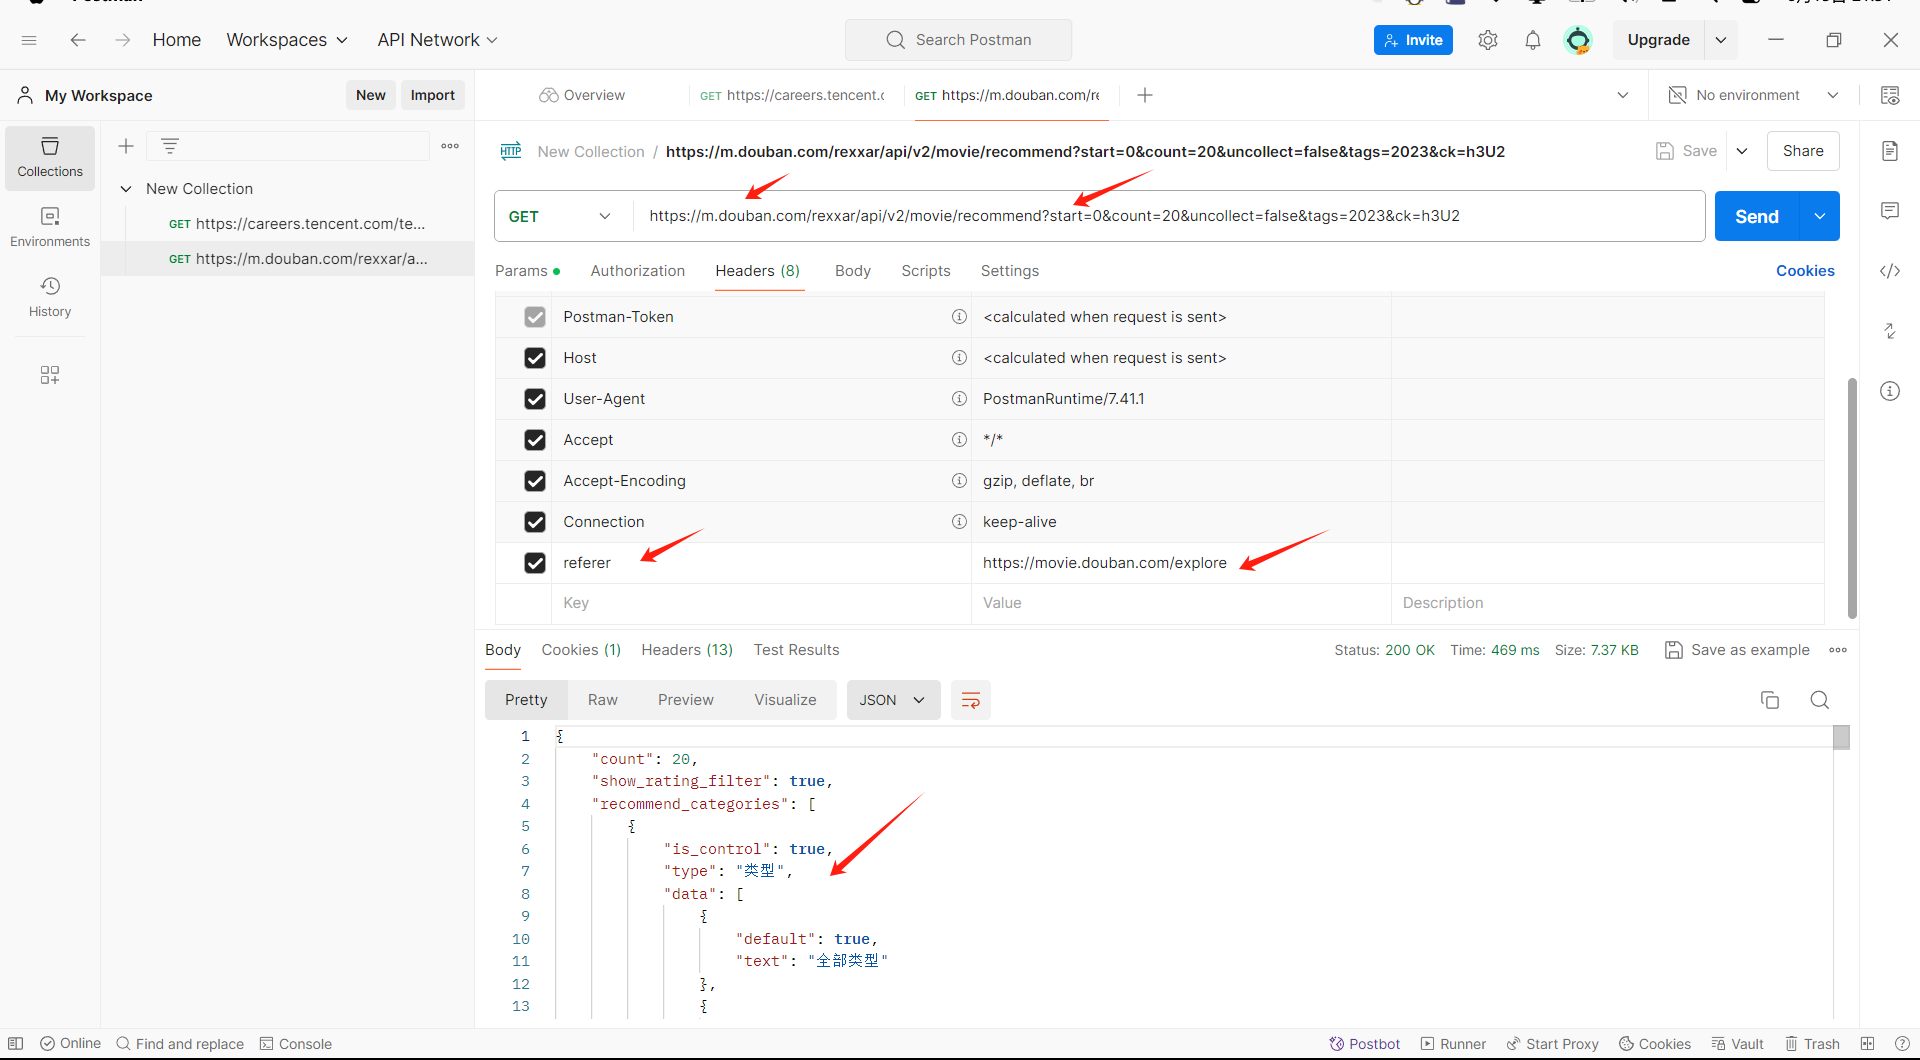 Home Workspaces API Network Search Postman Invite Upgrade
My Workspace New Import Overview GET https://careers.tencent.c GET https://m.douban.com/re No environment
Collections
Environments
History
New Collection
GET https://careers.tencent.com/te...
GET https://m.douban.com/rexxar/a...
HTTP New Collection / https://m.douban.com/rexxar/api/v2/movie/recommend?start=0&count=20&uncollect=false&tags=2023&ck=h3U2 Save Share
GET https://m.douban.com/rexxar/api/v2/movie/recommend?start=0&count=20&uncollect=false&tags=2023&ck=h3U2 Send
Params Authorization Headers (8) Body Scripts Settings Cookies
Postman-Token <calculated when request is sent>
Host <calculated when request is sent>
User-Agent PostmanRuntime/7.41.1
Accept */*
Accept-Encoding gzip, deflate, br
Connection keep-alive
referer https://movie.douban.com/explore
Key Value Description
Body Cookies (1) Headers (13) Test Results Status: 200 OK Time: 469 ms Size: 7.37 KB Save as example
Pretty Raw Preview Visualize JSON
1 {
2 "count": 20,
3 "show_rating_filter": true,
4 "recommend_categories": [
5 {
6 "is_control": true,
7 "type": "类型",
8 "data": [
9 {
10 "default": true,
11 "text": "全部类型"
12 },
13 {
Online Find and replace Console Postbot Runner Start Proxy Cookies Vault Trash